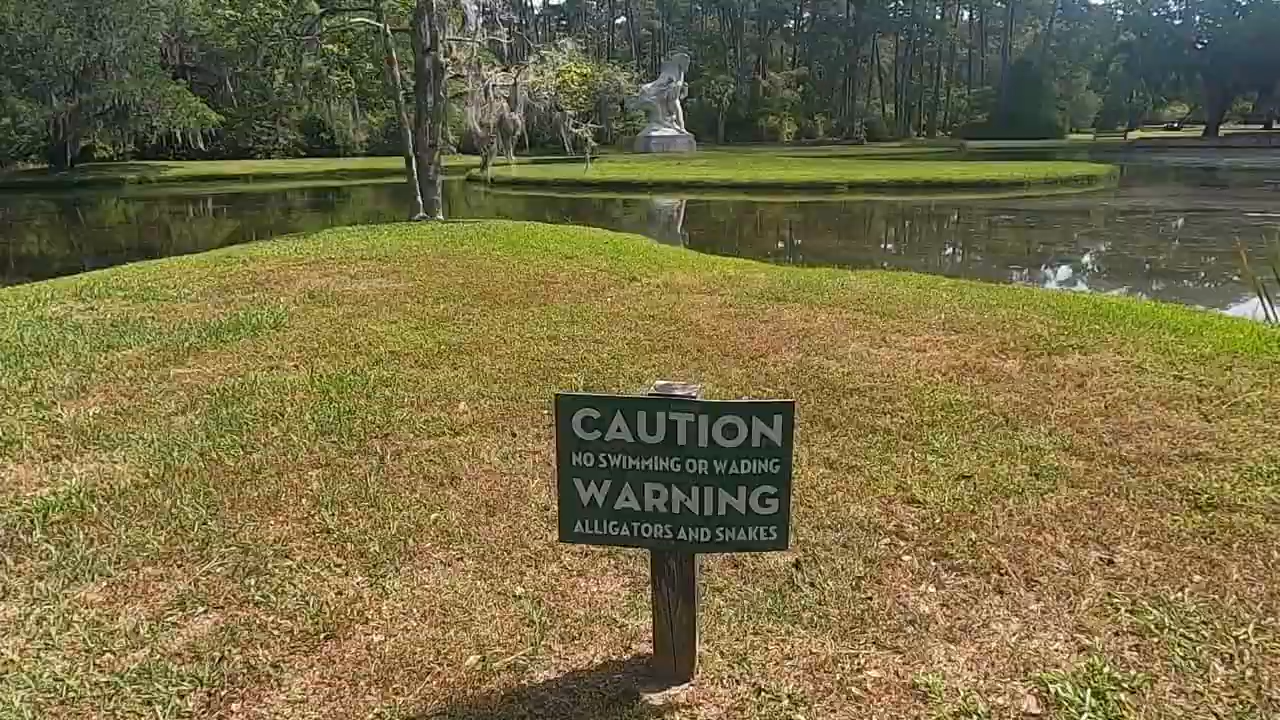 CAUTION
NO SWIMMING OR WADING
WARNING
ALLIGATORS AND SNAKES